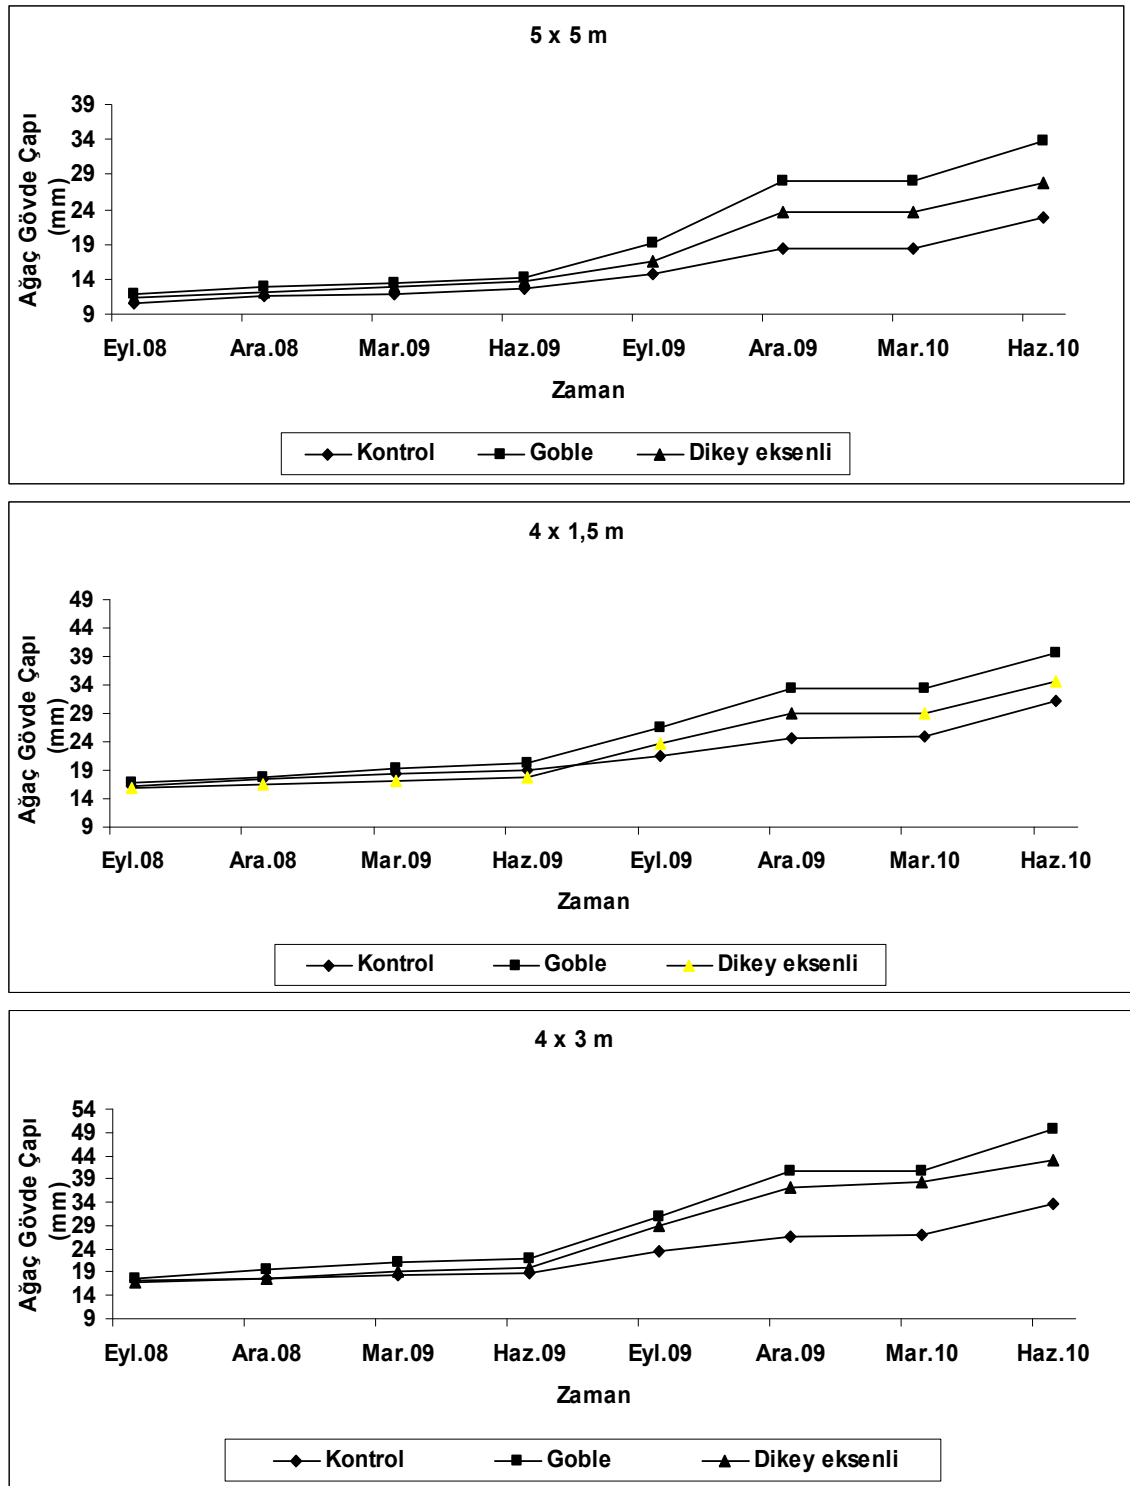 5 x 5 m
Ağaç Gövde Çapı
(mm)
39
34
29
24
19
14
9
Eyl.08 Ara.08 Mar.09 Haz.09 Eyl.09 Ara.09 Mar.10 Haz.10
Zaman
Kontrol Goble Dikey eksenli
4 x 1,5 m
Ağaç Gövde Çapı
(mm)
49
44
39
34
29
24
19
14
9
Eyl.08 Ara.08 Mar.09 Haz.09 Eyl.09 Ara.09 Mar.10 Haz.10
Zaman
Kontrol Goble Dikey eksenli
4 x 3 m
Ağaç Gövde Çapı
(mm)
54
49
44
39
34
29
24
19
14
9
Eyl.08 Ara.08 Mar.09 Haz.09 Eyl.09 Ara.09 Mar.10 Haz.10
Zaman
Kontrol Goble Dikey eksenli